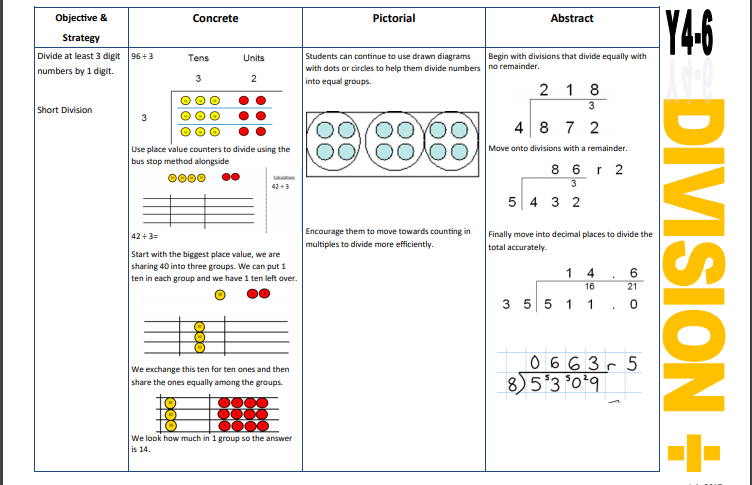 Objective &
Strategy
Concrete
Pictorial
Abstract
Y4-6
DIVISION
Divide at least 3 digit
numbers by 1 digit.
Short Division
96 ÷ 3
Tens
Units
3
2
3
Use place value counters to divide using the
bus stop method alongside
Calculations
42 ÷ 3
42 ÷ 3=
Start with the biggest place value, we are
sharing 40 into three groups. We can put 1
ten in each group and we have 1 ten left over.
We exchange this ten for ten ones and then
share the ones equally among the groups.
We look how much in 1 group so the answer
is 14.
Students can continue to use drawn diagrams
with dots or circles to help them divide numbers
into equal groups.
Encourage them to move towards counting in
multiples to divide more efficiently.
Begin with divisions that divide equally with
no remainder.
2 1 8
3
4 8 7 2
Move onto divisions with a remainder.
8 6 r 2
3
5 4 3 2
Finally move into decimal places to divide the
total accurately.
1 4 . 6
16 21
3 5 5 1 1 . 0
0 6 6 3 r 5
8 5 5 3 5 0 2 9